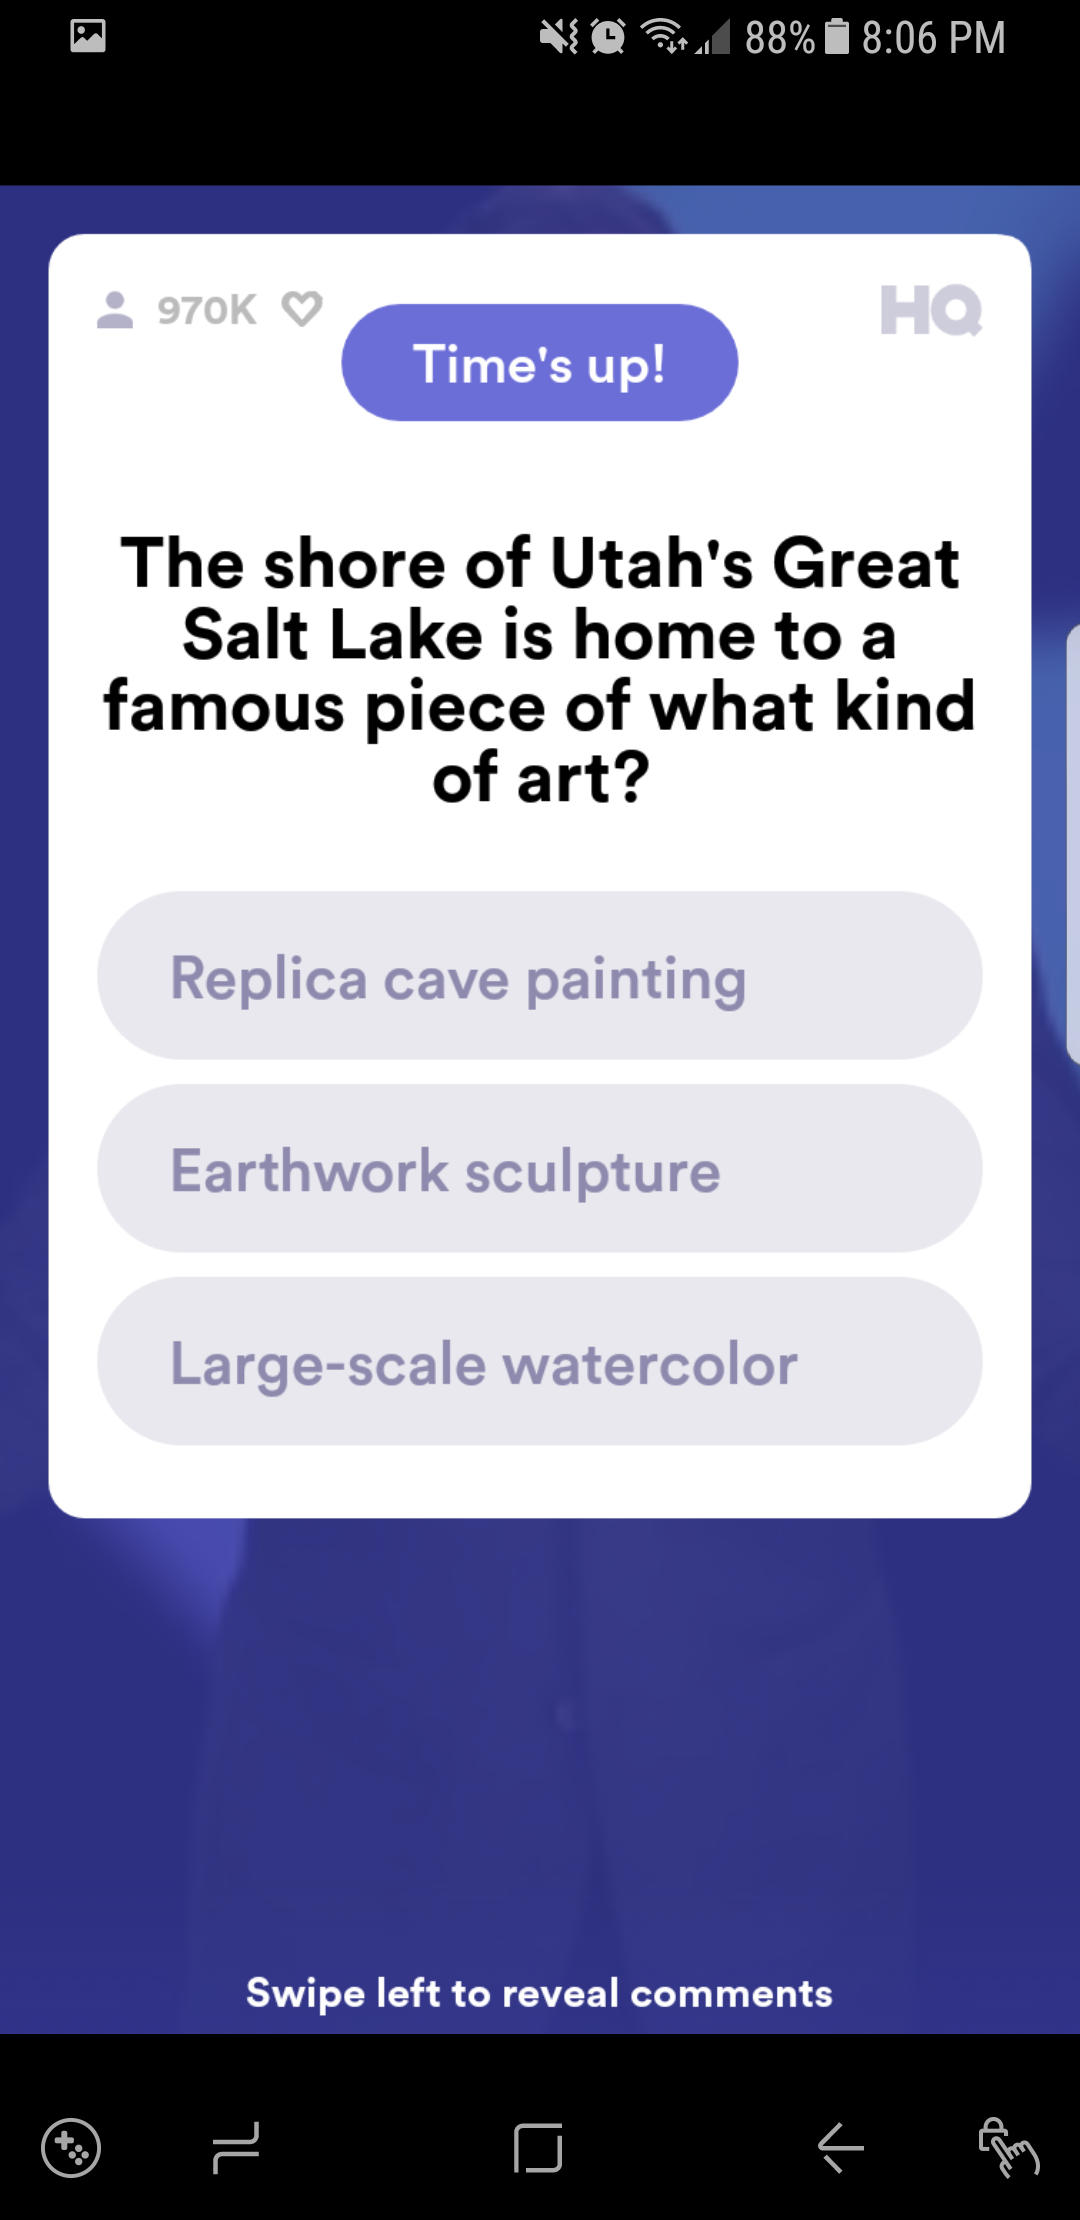 88% 8:06 PM
970K
HQ
Time's up!
The shore of Utah's Great
Salt Lake is home to a
famous piece of what kind
of art?
Replica cave painting
Earthwork sculpture
Large-scale watercolor
Swipe left to reveal comments